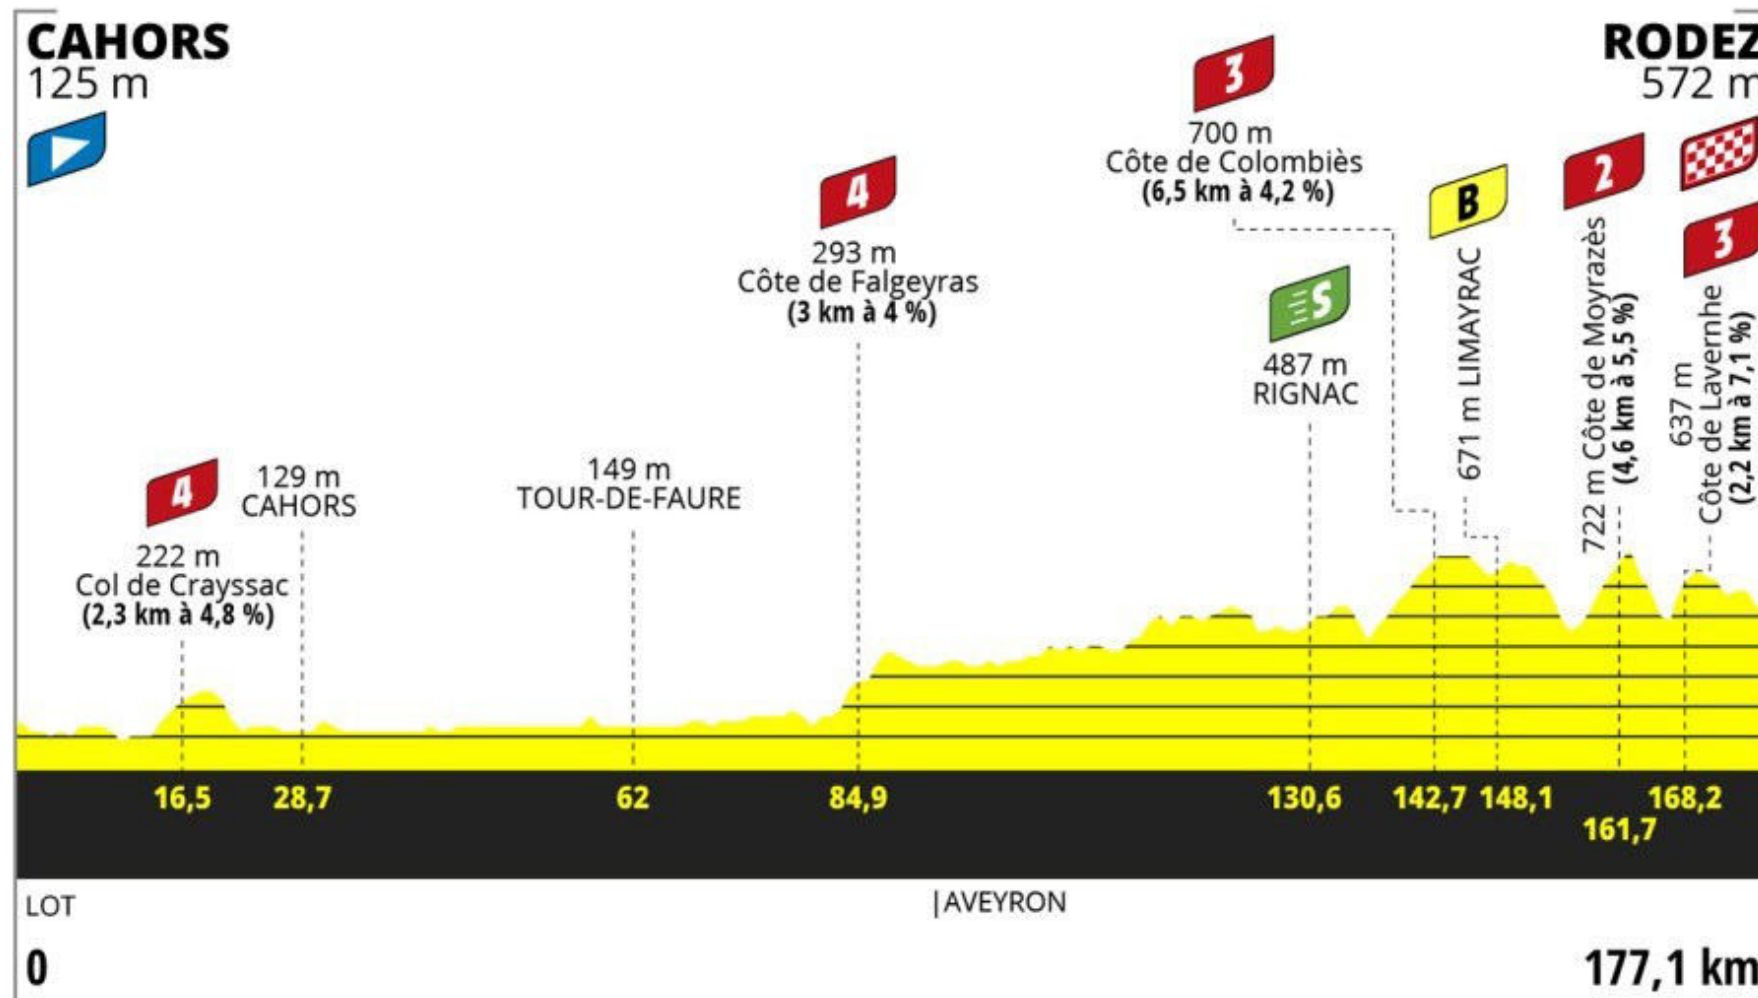 CAHORS
125 m
RODEZ
572 m
3
700 m
Côte de Colombiès
(6,5 km à 4,2 %)
4
293 m
Côte de Falgeyras
(3 km à 4 %)
B
671 m LIMAYRAC
2
722 m Côte de Moyrazès
(4,6 km à 5,5 %)
3
637 m
Côte de Lavernhe
(2,2 km à 7,1 %)
S
487 m
RIGNAC
4
222 m
Col de Crayssac
(2,3 km à 4,8 %)
129 m
CAHORS
149 m
TOUR-DE-FAURE
16,5
28,7
62
84,9
130,6
142,7
148,1
161,7
168,2
LOT
|AVEYRON
0
177,1 km